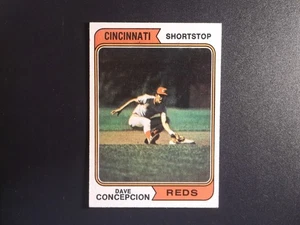 CINCINNATI SHORTSTOP
DAVE
CONCEPCION REDS